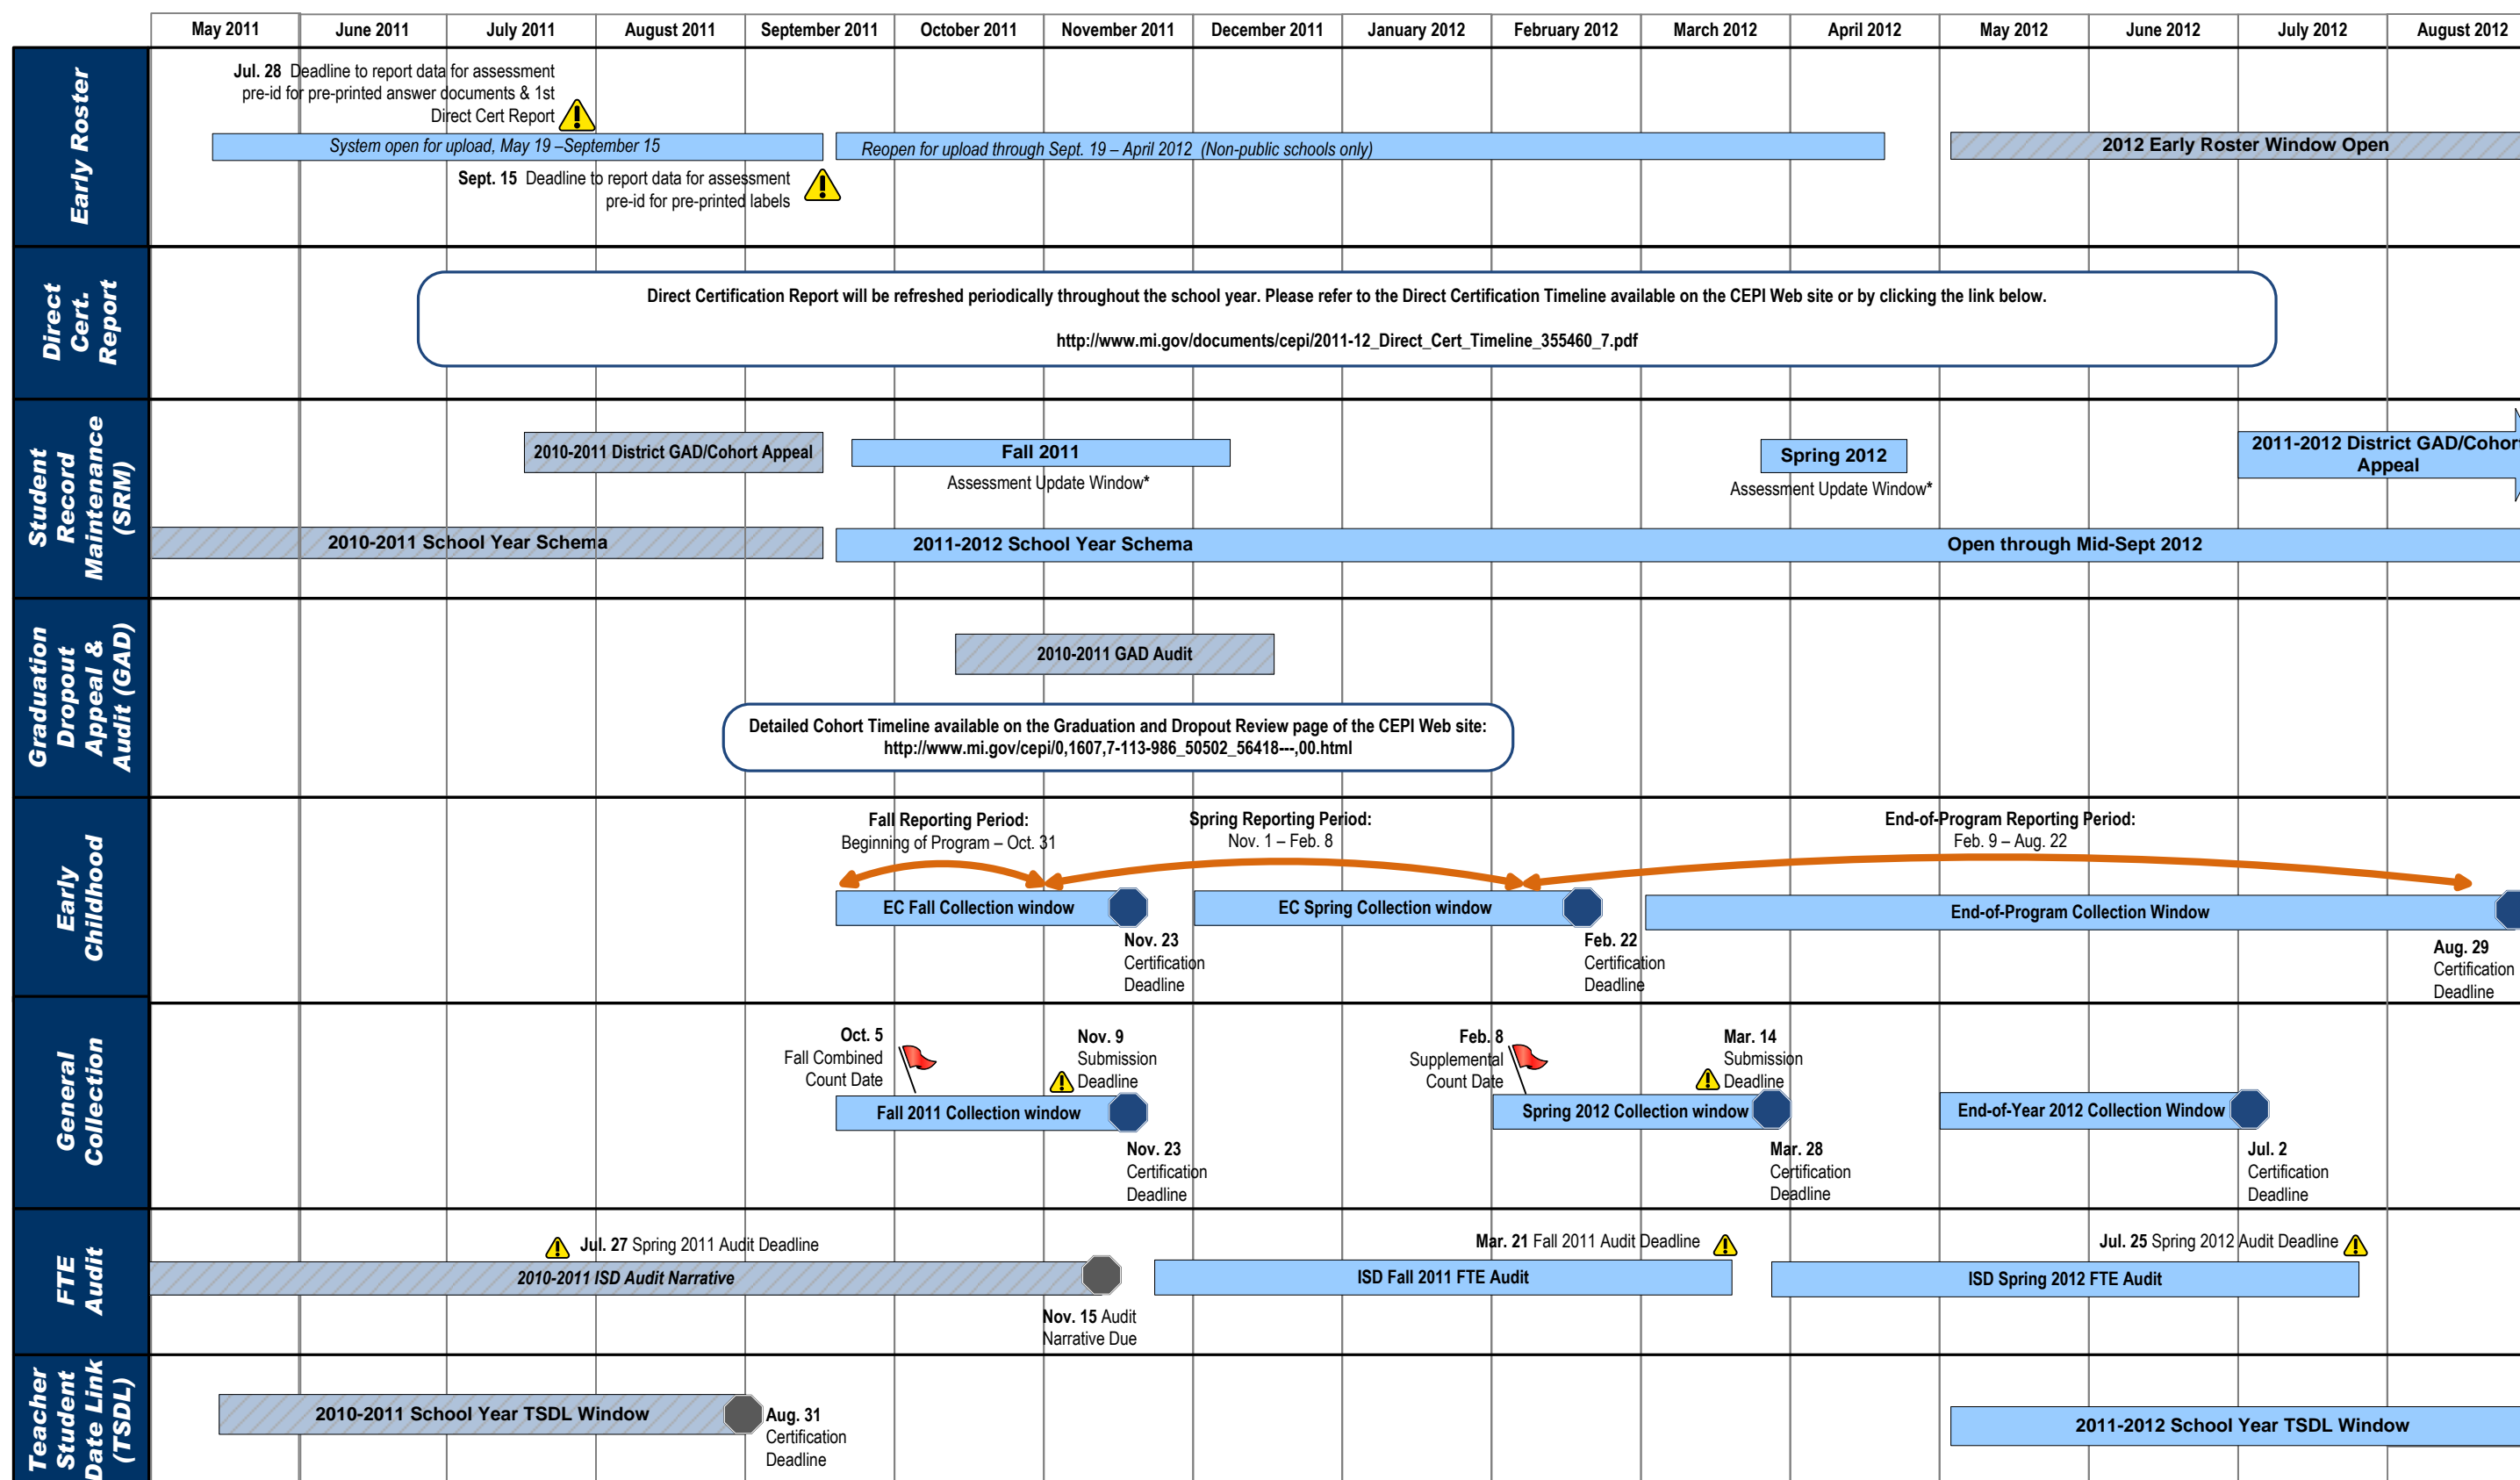 May 2011
June 2011
July 2011
August 2011
September 2011
October 2011
November 2011
December 2011
January 2012
February 2012
March 2012
April 2012
May 2012
June 2012
July 2012
August 2012
Early Roster
Jul. 28 Deadline to report data for assessment
pre-id for pre-printed answer documents & 1st
Direct Cert Report
System open for upload, May 19 –September 15
Reopen for upload through Sept. 19 – April 2012 (Non-public schools only)
2012 Early Roster Window Open
Sept. 15 Deadline to report data for assessment
pre-id for pre-printed labels
Direct
Cert.
Report
Direct Certification Report will be refreshed periodically throughout the school year. Please refer to the Direct Certification Timeline available on the CEPI Web site or by clicking the link below.
http://www.mi.gov/documents/cepi/2011-12_Direct_Cert_Timeline_355460_7.pdf
Student
Record
Maintenance
(SRM)
2010-2011 District GAD/Cohort Appeal
Fall 2011
Assessment Update Window*
Spring 2012
Assessment Update Window*
2011-2012 District GAD/Cohort
Appeal
2010-2011 School Year Schema
2011-2012 School Year Schema
Open through Mid-Sept 2012
Graduation
Dropout
Appeal &
Audit (GAD)
2010-2011 GAD Audit
Detailed Cohort Timeline available on the Graduation and Dropout Review page of the CEPI Web site:
http://www.mi.gov/cepi/0,1607,7-113-986_50502_56418---,00.html
Early
Childhood
Fall Reporting Period:
Beginning of Program – Oct. 31
Spring Reporting Period:
Nov. 1 – Feb. 8
End-of-Program Reporting Period:
Feb. 9 – Aug. 22
EC Fall Collection window
EC Spring Collection window
End-of-Program Collection Window
Nov. 23
Certification
Deadline
Feb. 22
Certification
Deadline
Aug. 29
Certification
Deadline
General
Collection
Oct. 5
Fall Combined
Count Date
Nov. 9
Submission
Deadline
Feb. 8
Supplemental
Count Date
Mar. 14
Submission
Deadline
Fall 2011 Collection window
Spring 2012 Collection window
End-of-Year 2012 Collection Window
Nov. 23
Certification
Deadline
Mar. 28
Certification
Deadline
Jul. 2
Certification
Deadline
FTE
Audit
Jul. 27 Spring 2011 Audit Deadline
Mar. 21 Fall 2011 Audit Deadline
Jul. 25 Spring 2012 Audit Deadline
2010-2011 ISD Audit Narrative
ISD Fall 2011 FTE Audit
ISD Spring 2012 FTE Audit
Nov. 15 Audit
Narrative Due
Teacher
Student
Date Link
(TSDL)
2010-2011 School Year TSDL Window
Aug. 31
Certification
Deadline
2011-2012 School Year TSDL Window